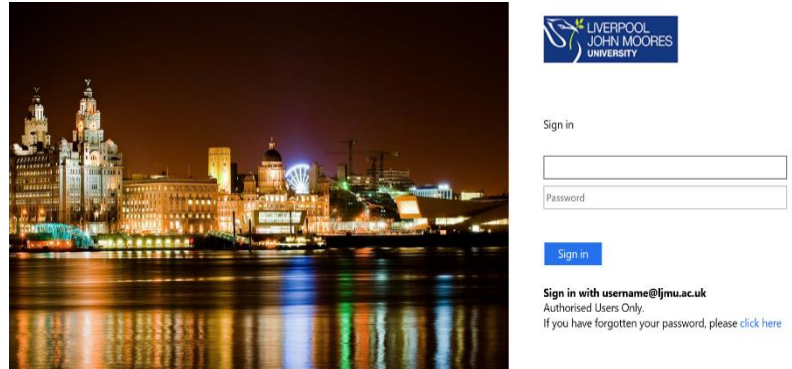 LIVERPOOL
JOHN MOORES
UNIVERSITY
Sign in
Password
Sign in
Sign in with username@ljmu.ac.uk
Authorised Users Only.
If you have forgotten your password, please click here